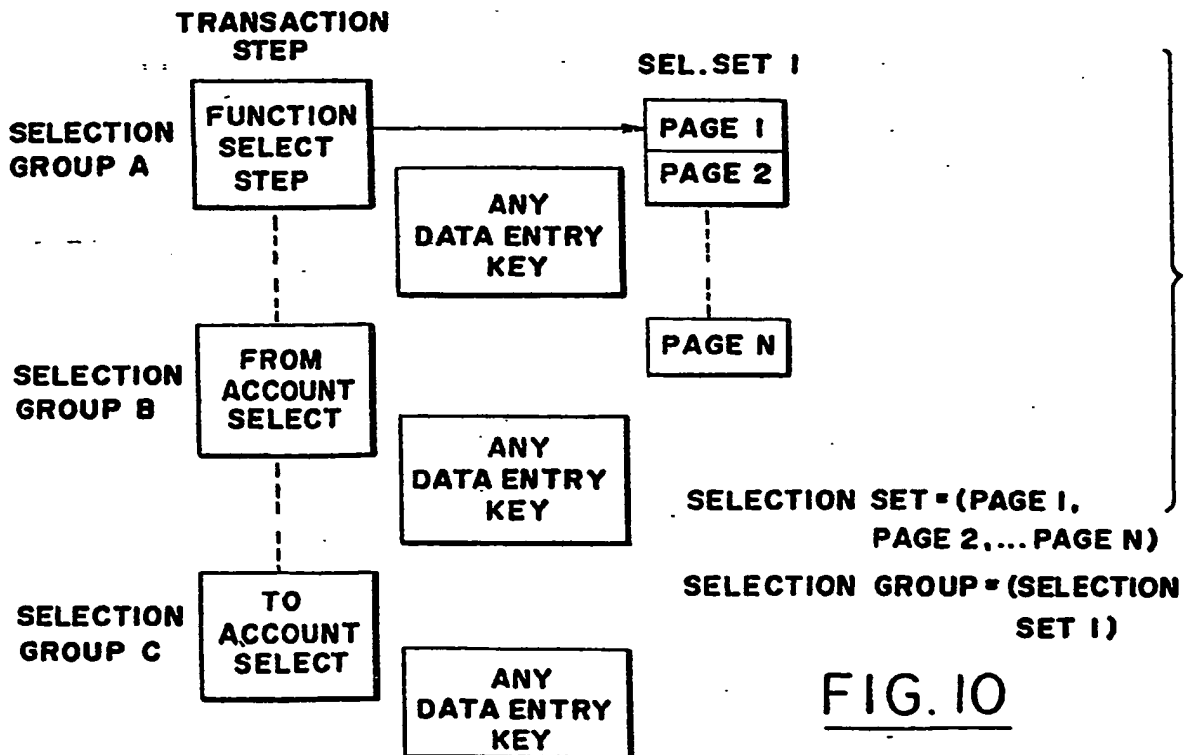 TRANSACTION
STEP
SEL. SET 1
SELECTION
GROUP A
FUNCTION
SELECT
STEP
PAGE 1
PAGE 2
ANY
DATA ENTRY
KEY
PAGE N
SELECTION
GROUP B
FROM
ACCOUNT
SELECT
ANY
DATA ENTRY
KEY
SELECTION SET = (PAGE 1,
PAGE 2,... PAGE N)
SELECTION GROUP = (SELECTION
SET 1)
SELECTION
GROUP C
TO
ACCOUNT
SELECT
ANY
DATA ENTRY
KEY
FIG. 10